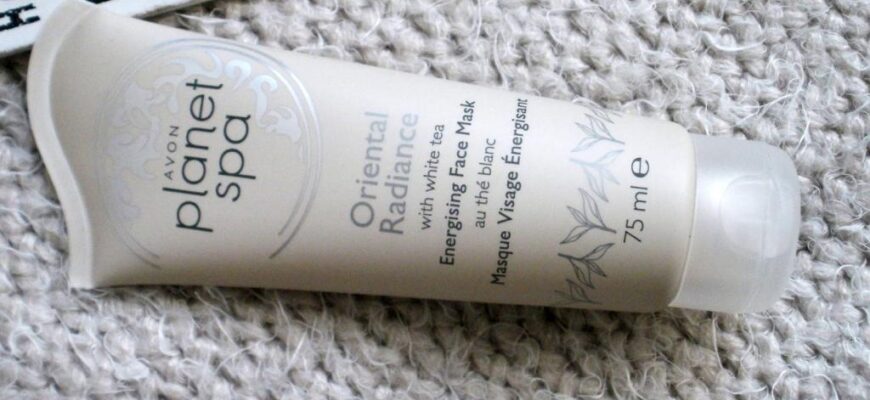 AVON
planet
spa
Oriental
Radiance
with white tea
Energising Face Mask
au thé blanc
Masque Visage Énergisant
75 ml e